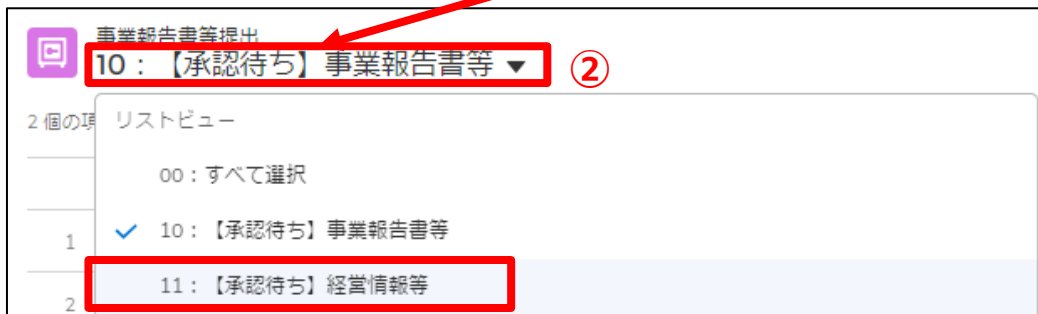 事業報告書等提出
10：【承認待ち】事業報告書等 ▼
②
2 個の項
リストビュー
00：すべて選択
1
✓ 10：【承認待ち】事業報告書等
11：【承認待ち】経営情報等
2